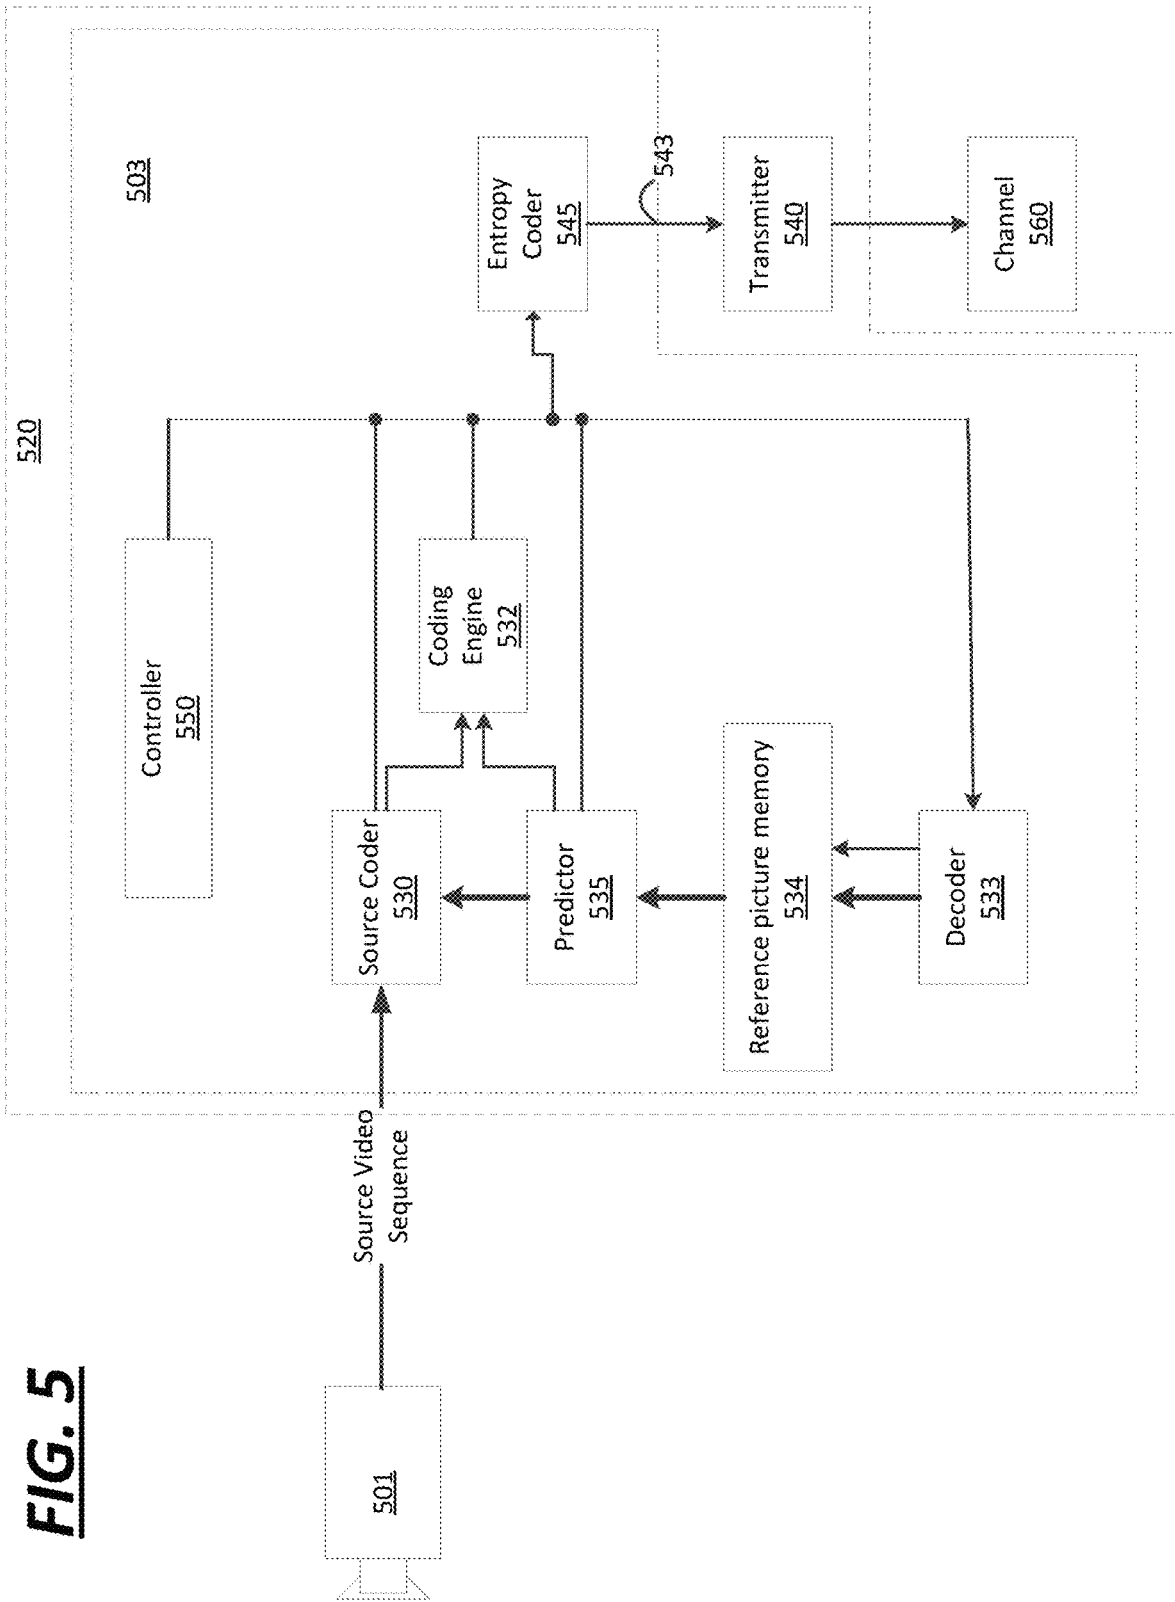 FIG. 5
520
503
501
Source Video
Sequence
Controller
550
Source Coder
530
Coding
Engine
532
Entropy
Coder
545
Predictor
535
543
Reference picture memory
534
Transmitter
540
Decoder
533
Channel
560